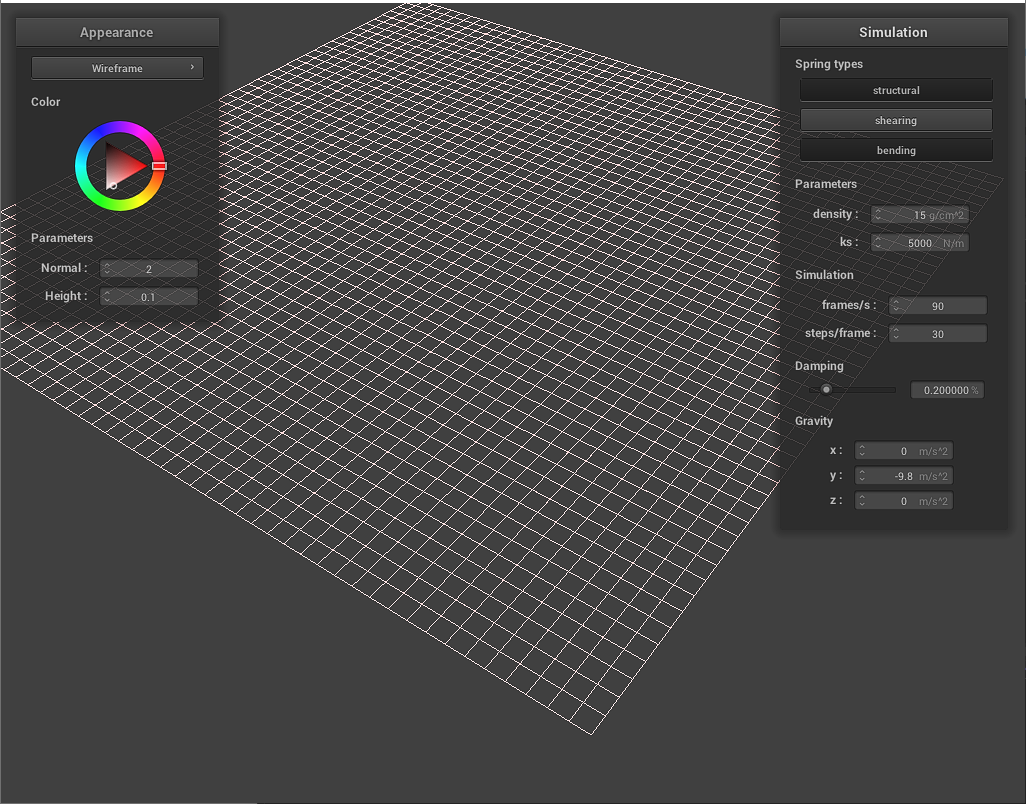 Appearance
Wireframe ›
Color
Parameters
Normal : 2
Height : 0.1
Simulation
Spring types
structural
shearing
bending
Parameters
density : 15 g/cm^2
ks : 5000 N/m
Simulation
frames/s : 90
steps/frame : 30
Damping
0.200000 %
Gravity
x : 0 m/s^2
y : -9.8 m/s^2
z : 0 m/s^2